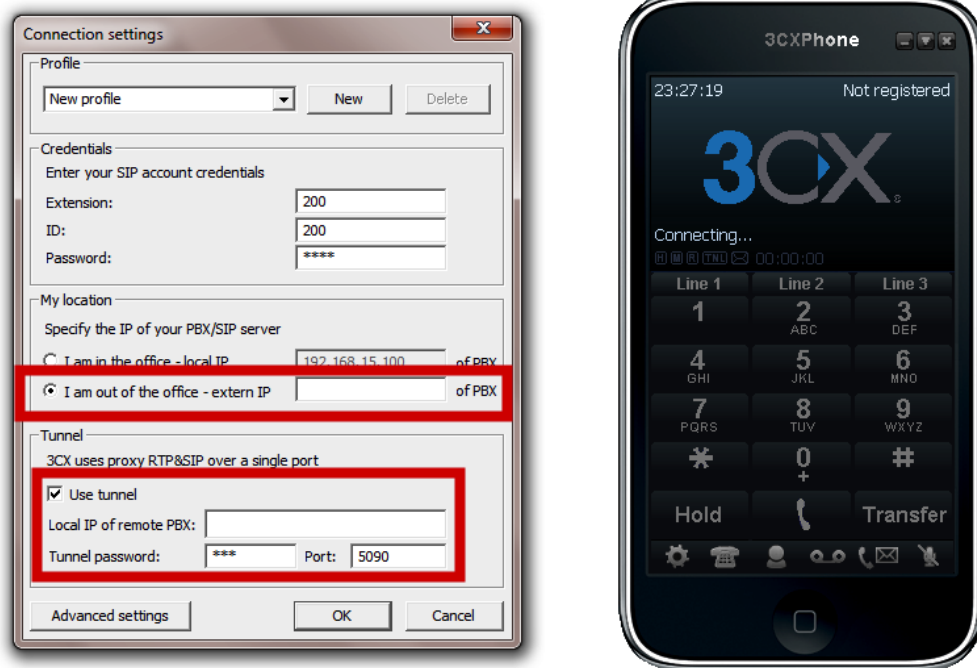 Connection settings
Profile
New profile New Delete
Credentials
Enter your SIP account credentials
Extension: 200
ID: 200
Password: ****
My location
Specify the IP of your PBX/SIP server
I am in the office - local IP 192.168.15.100 of PBX
I am out of the office - extern IP of PBX
Tunnel
3CX uses proxy RTP&SIP over a single port
Use tunnel
Local IP of remote PBX:
Tunnel password: *** Port: 5090
Advanced settings OK Cancel
3CXPhone
23:27:19 Not registered
3CX®
Connecting...
H M R TNL 00:00:00
Line 1 Line 2 Line 3
1 2 3
ABC DEF
4 5 6
GHI JKL MNO
7 8 9
PQRS TUV WXYZ
* 0 #
+
Hold Transfer